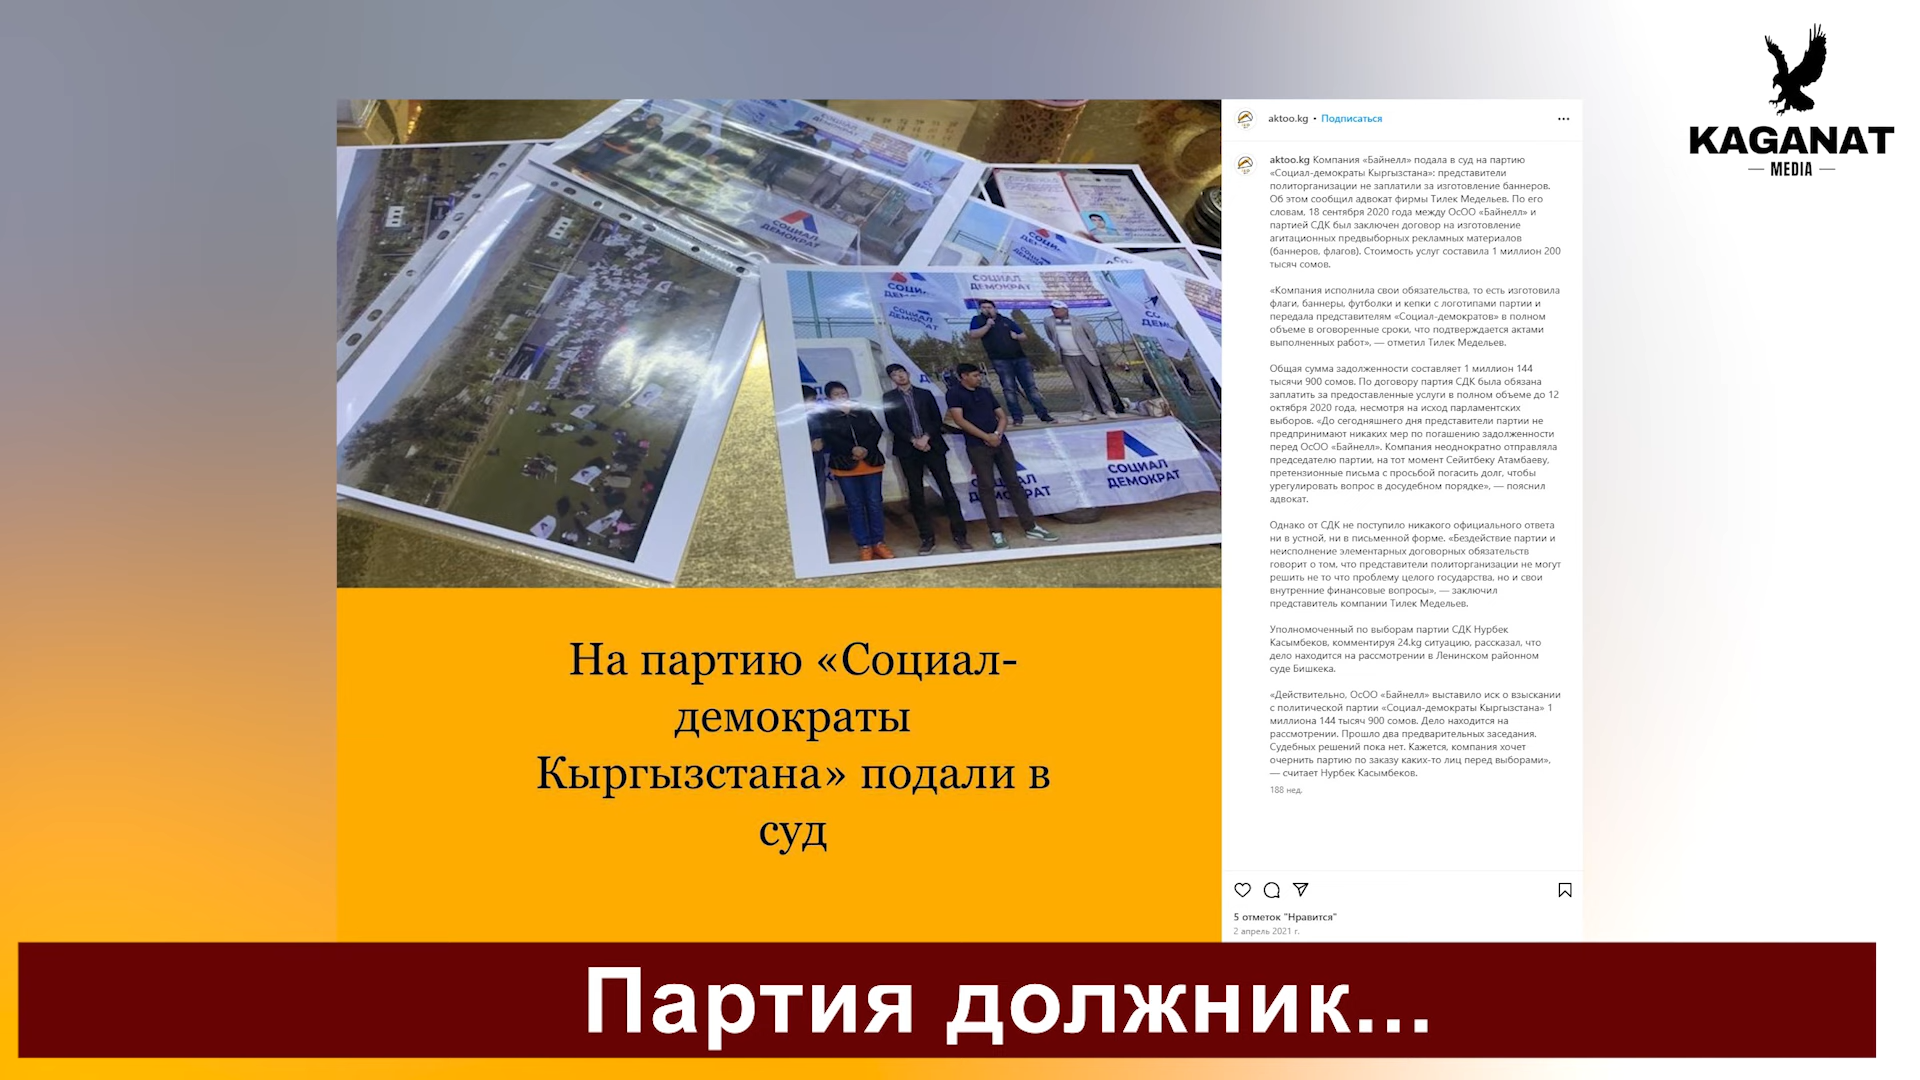 KAGANAT
MEDIA
СОЦИАЛ
ДЕМОКРАТ
СОЦИАЛ
ДЕМОКРАТ
СОЦИАЛ
ДЕМОКРАТ
СОЦИАЛ
ДЕМОКРАТ
На партию «Социал-
демократы
Кыргызстана» подали в
суд
aktoo.kg • Подписаться
aktoo.kg Компания «Байнелл» подала в суд на партию
«Социал-демократы Кыргызстана»: представители
политорганизации не заплатили за изготовление баннеров.
Об этом сообщил адвокат фирмы Тилек Медельев. По его
словам, 18 сентября 2020 года между ОсОО «Байнелл» и
партией СДК был заключен договор на изготовление
агитационных предвыборных рекламных материалов
(баннеров, флагов). Стоимость услуг составила 1 миллион 200
тысяч сомов.
«Компания исполнила свои обязательства, то есть изготовила
флаги, баннеры, футболки и кепки с логотипами партии и
передала представителям «Социал-демократов» в полном
объеме в оговоренные сроки, что подтверждается актами
выполненных работ», — отметил Тилек Медельев.
Общая сумма задолженности составляет 1 миллион 144
тысячи 900 сомов. По договору партия СДК была обязана
заплатить за предоставленные услуги в полном объеме до 12
октября 2020 года, несмотря на исход парламентских
выборов. «До сегодняшнего дня представители партии не
предпринимают никаких мер по погашению задолженности
перед ОсОО «Байнелл». Компания неоднократно отправляла
председателю партии, на тот момент Сейитбеку Атамбаеву,
претензионные письма с просьбой погасить долг, чтобы
урегулировать вопрос в досудебном порядке», — пояснил
адвокат.
Однако от СДК не поступило никакого официального ответа
ни в устной, ни в письменной форме. «Бездействие партии и
неисполнение элементарных договорных обязательств
говорит о том, что представители политорганизации не могут
решить не то что проблему целого государства, но и свои
внутренние финансовые вопросы», — заключил
представитель компании Тилек Медельев.
Уполномоченный по выборам партии СДК Нурбек
Касымбеков, комментируя 24.kg ситуацию, рассказал, что
дело находится на рассмотрении в Ленинском районном
суде Бишкека.
«Действительно, ОсОО «Байнелл» выставило иск о взыскании
с политической партии «Социал-демократы Кыргызстана» 1
миллиона 144 тысяч 900 сомов. Дело находится на
рассмотрении. Прошло два предварительных заседания.
Судебных решений пока нет. Кажется, компания хочет
очернить партию по заказу каких-то лиц перед выборами»,
— считает Нурбек Касымбеков.
188 нед.
5 отметок "Нравится"
2 апрель 2021 г.
Партия должник...